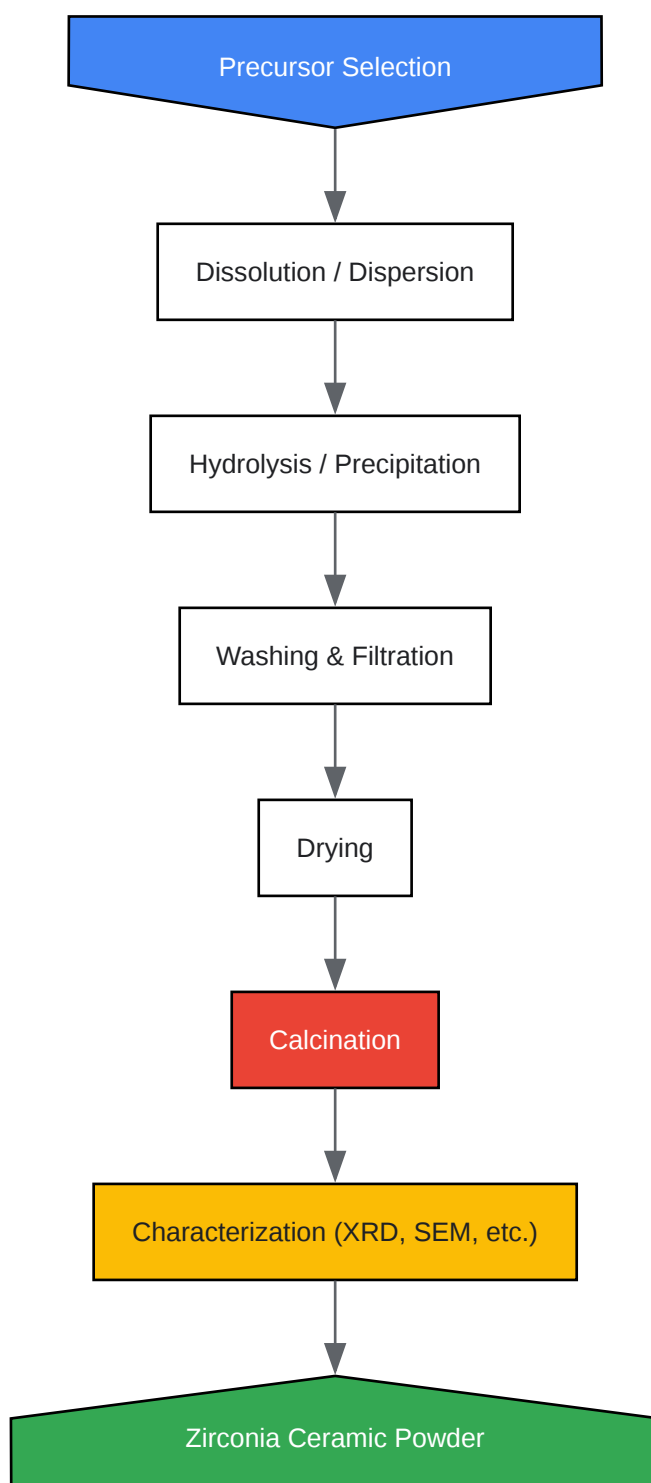 Precursor Selection
Dissolution / Dispersion
Hydrolysis / Precipitation
Washing & Filtration
Drying
Calcination
Characterization (XRD, SEM, etc.)
Zirconia Ceramic Powder